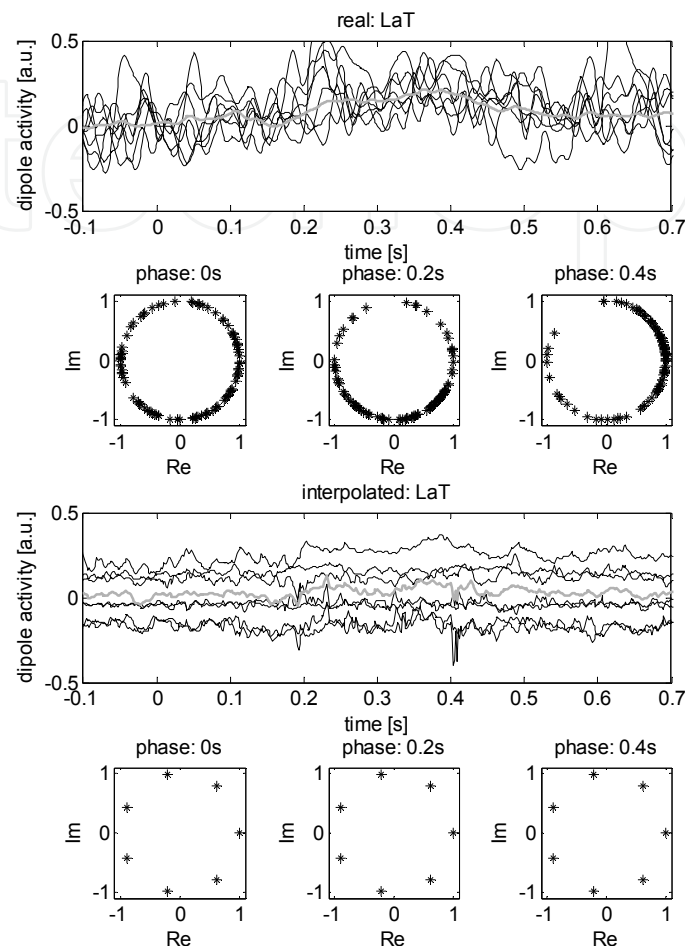 real: LaT
dipole activity [a.u.]
0.5
0
-0.5
-0.1 0 0.1 0.2 0.3 0.4 0.5 0.6 0.7
time [s]
phase: 0s phase: 0.2s phase: 0.4s
Im Im Im
1 1 1
0 0 0
-1 -1 -1
-1 0 1 -1 0 1 -1 0 1
Re Re Re
interpolated: LaT
dipole activity [a.u.]
0.5
0
-0.5
-0.1 0 0.1 0.2 0.3 0.4 0.5 0.6 0.7
time [s]
phase: 0s phase: 0.2s phase: 0.4s
Im Im Im
1 1 1
0 0 0
-1 -1 -1
-1 0 1 -1 0 1 -1 0 1
Re Re Re